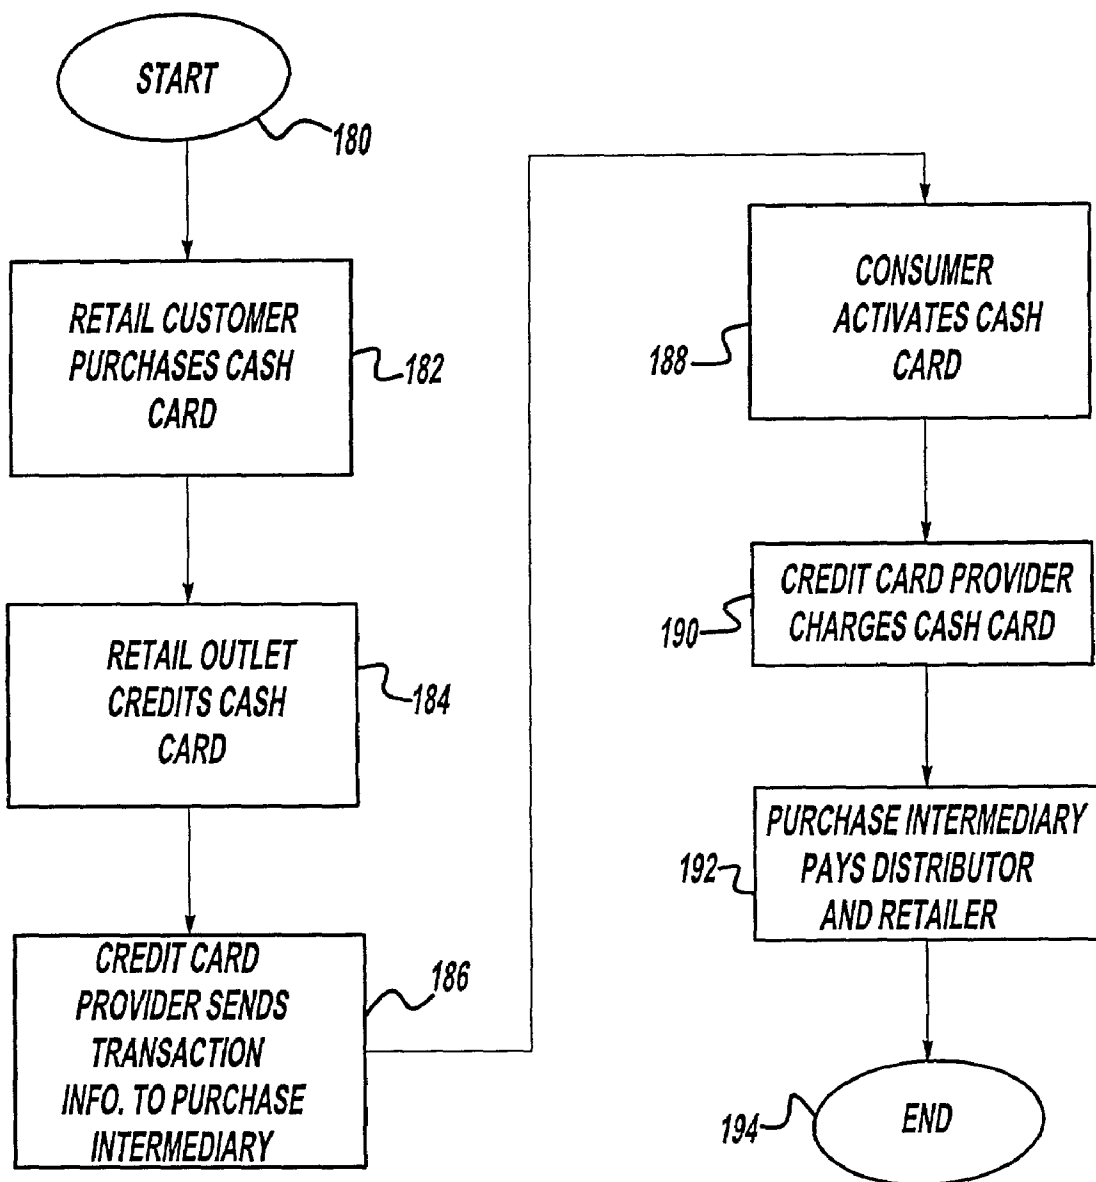 START
180
RETAIL CUSTOMER
PURCHASES CASH
CARD
182
RETAIL OUTLET
CREDITS CASH
CARD
184
CREDIT CARD
PROVIDER SENDS
TRANSACTION
INFO. TO PURCHASE
INTERMEDIARY
186
CONSUMER
ACTIVATES CASH
CARD
188
CREDIT CARD PROVIDER
CHARGES CASH CARD
190
PURCHASE INTERMEDIARY
PAYS DISTRIBUTOR
AND RETAILER
192
END
194